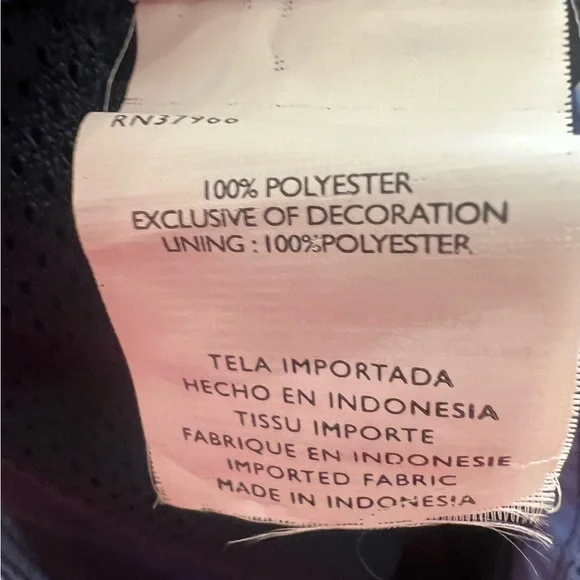 RN37900
100% POLYESTER
EXCLUSIVE OF DECORATION
LINING : 100%POLYESTER
TELA IMPORTADA
HECHO EN INDONESIA
TISSU IMPORTE
FABRIQUE EN INDONESIE
IMPORTED FABRIC
MADE IN INDONESIA